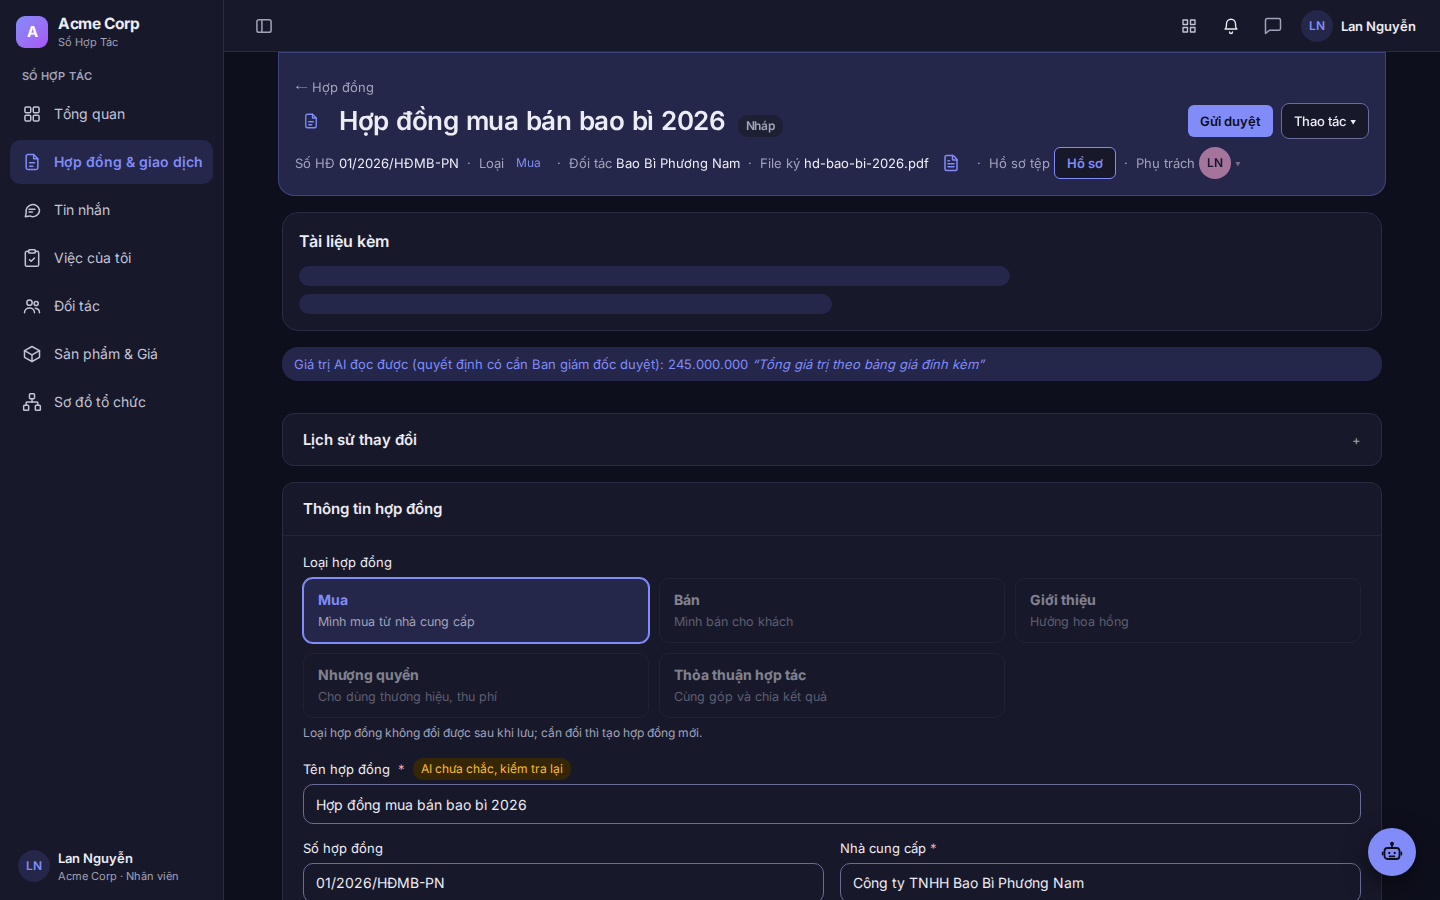 A
Acme Corp
Sổ Hợp Tác
SỔ HỢP TÁC
Tổng quan
Hợp đồng & giao dịch
Tin nhắn
Việc của tôi
Đối tác
Sản phẩm & Giá
Sơ đồ tổ chức
LN
Lan Nguyễn
Acme Corp · Nhân viên
LN Lan Nguyễn
← Hợp đồng
Hợp đồng mua bán bao bì 2026 Nháp
Gửi duyệt Thao tác ▾
Số HĐ 01/2026/HĐMB-PN · Loại Mua · Đối tác Bao Bì Phương Nam · File ký hd-bao-bi-2026.pdf · Hồ sơ tệp Hồ sơ · Phụ trách LN ▾
Tài liệu kèm
Giá trị AI đọc được (quyết định có cần Ban giám đốc duyệt): 245.000.000 “Tổng giá trị theo bảng giá đính kèm”
Lịch sử thay đổi +
Thông tin hợp đồng
Loại hợp đồng
Mua
Mình mua từ nhà cung cấp
Bán
Mình bán cho khách
Giới thiệu
Hưởng hoa hồng
Nhượng quyền
Cho dùng thương hiệu, thu phí
Thỏa thuận hợp tác
Cùng góp và chia kết quả
Loại hợp đồng không đổi được sau khi lưu; cần đổi thì tạo hợp đồng mới.
Tên hợp đồng * AI chưa chắc, kiểm tra lại
Hợp đồng mua bán bao bì 2026
Số hợp đồng
01/2026/HĐMB-PN
Nhà cung cấp *
Công ty TNHH Bao Bì Phương Nam